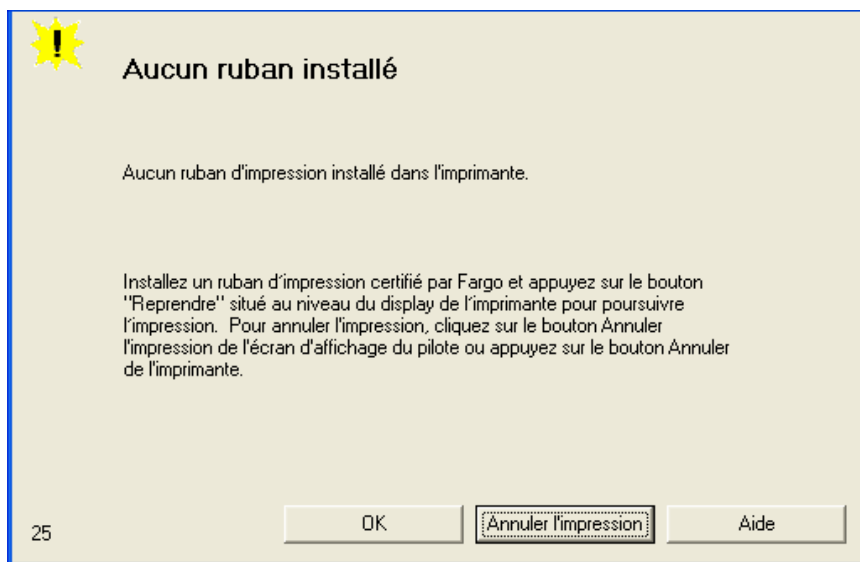 Aucun ruban installé
Aucun ruban d'impression installé dans l'imprimante.
Installez un ruban d´impression certifié par Fargo et appuyez sur le bouton
"Reprendre" situé au niveau du display de l´imprimante pour poursuivre
l´impression.  Pour annuler l'impression, cliquez sur le bouton Annuler
l'impression de l'écran d'affichage du pilote ou appuyez sur le bouton Annuler
de l'imprimante.
25
OK
Annuler l'impression
Aide